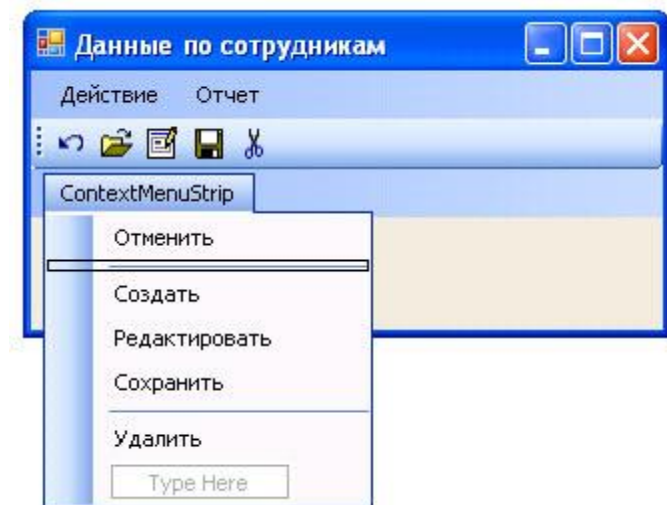 Данные по сотрудникам
Действие Отчет
ContextMenuStrip
Отменить
Создать
Редактировать
Сохранить
Удалить
Type Here